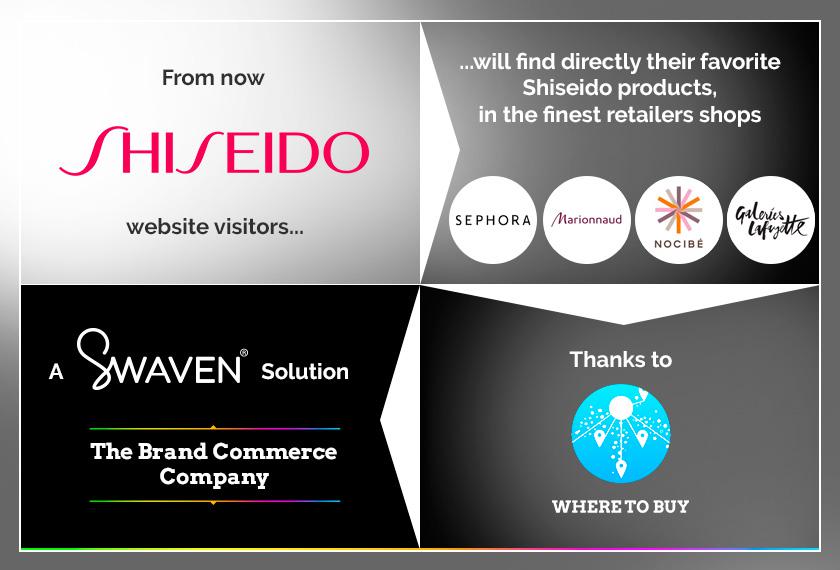 From now
SHISEIDO
website visitors...
...will find directly their favorite
Shiseido products,
in the finest retailers shops
SEPHORA
Marionnaud
NOCIBÉ
Galeries
Lafayette
Thanks to
WHERE TO BUY
A SWAVEN® Solution
The Brand Commerce
Company